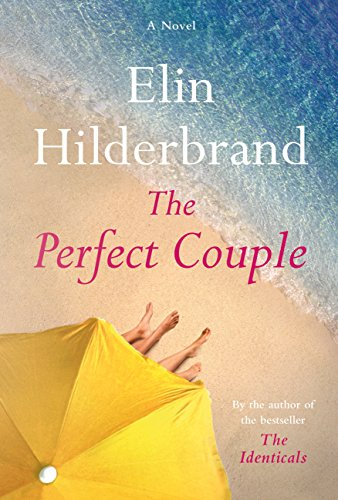 A Novel
Elin
Hilderbrand
The
Perfect Couple
By the author of
the bestseller
The
Identicals